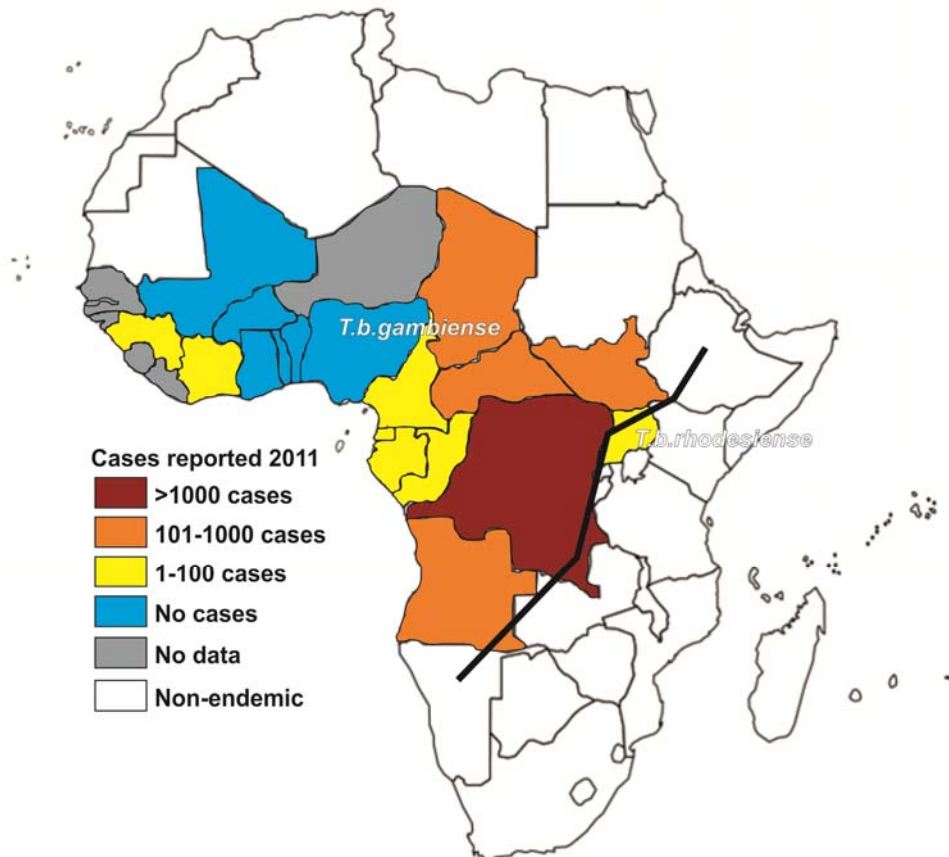 T.b.gambiense
T.b.rhodesiense
Cases reported 2011
>1000 cases
101-1000 cases
1-100 cases
No cases
No data
Non-endemic